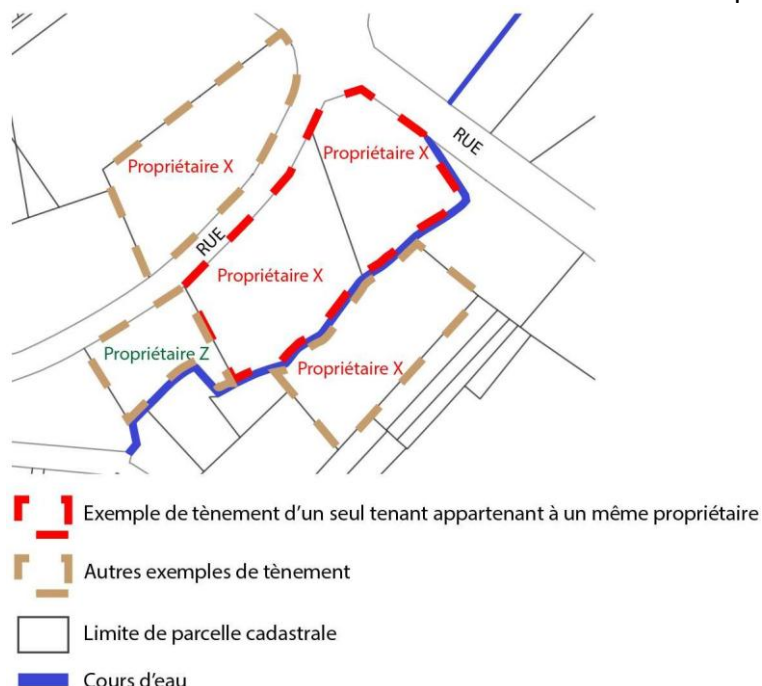 RUE
Propriétaire X
Propriétaire X
RUE
Propriétaire X
Propriétaire Z
Propriétaire X
Exemple de tènement d'un seul tenant appartenant à un même propriétaire
Autres exemples de tènement
Limite de parcelle cadastrale
Cours d'eau